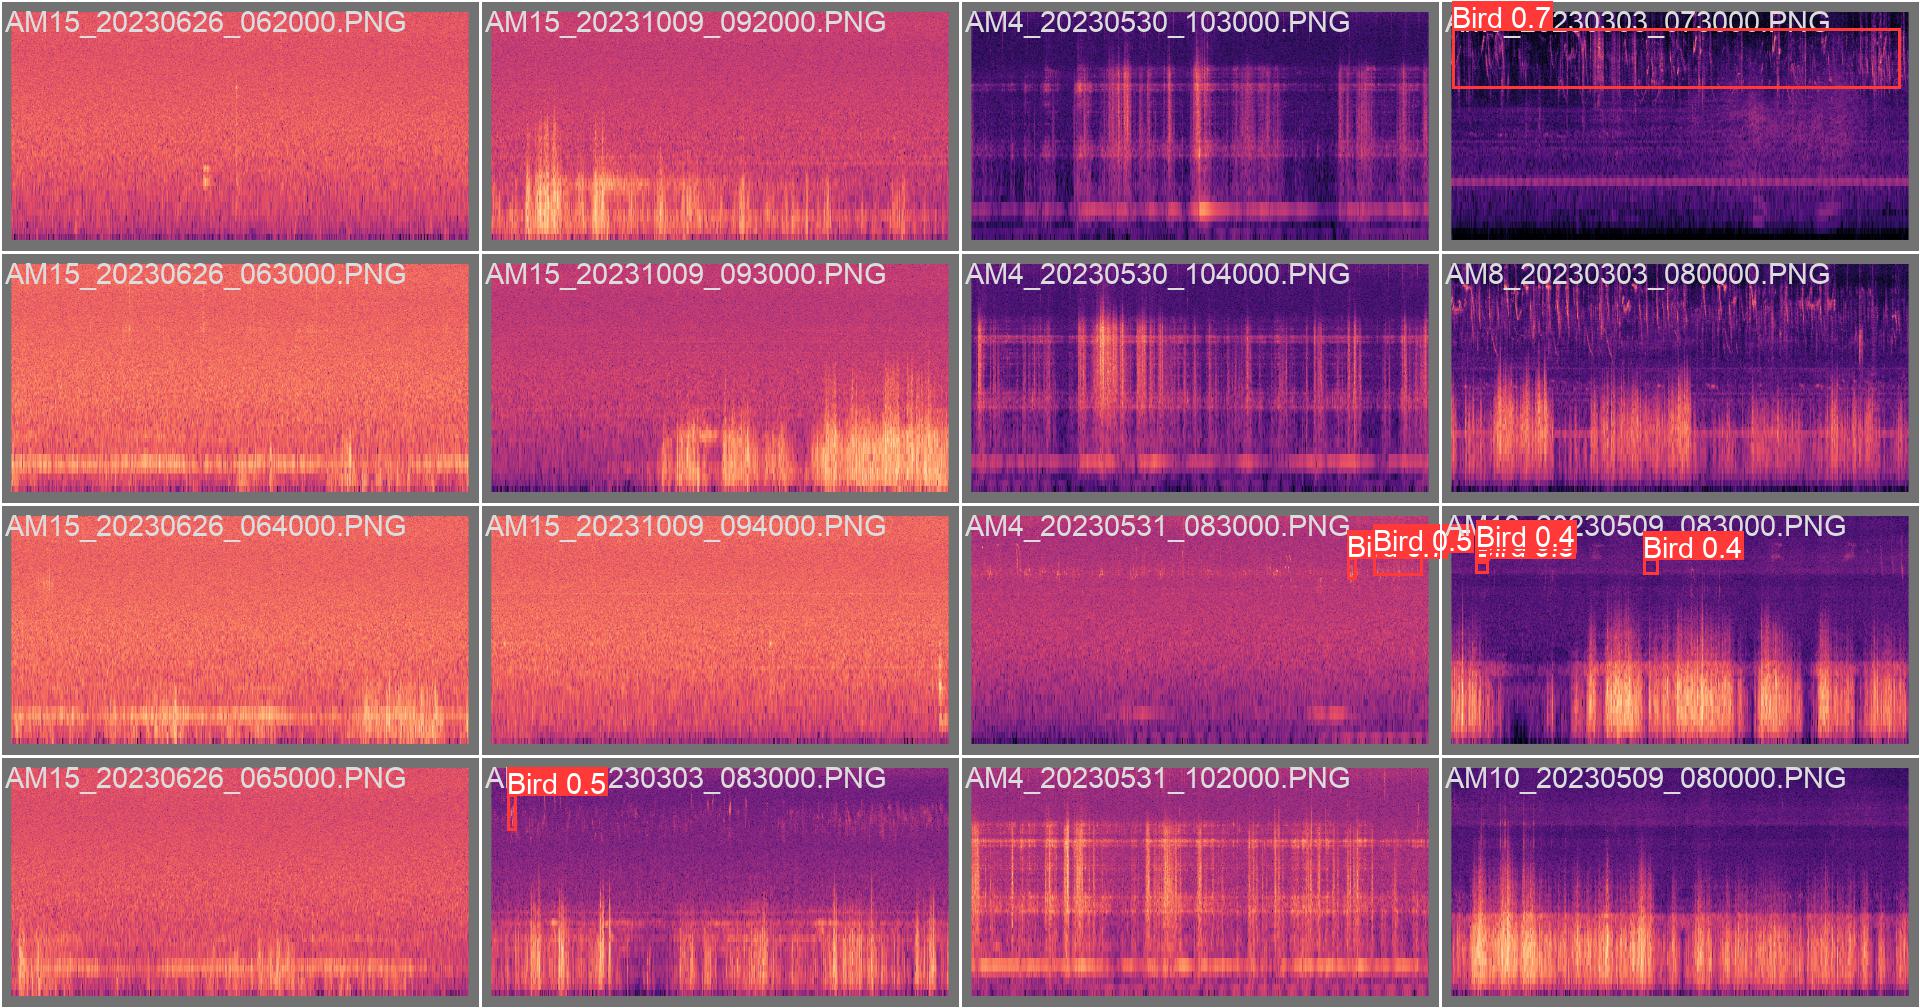 AM15_20230626_062000.PNG
AM15_20231009_092000.PNG
AM4_20230530_103000.PNG
Bird 0.7
230303_073000.PNG
AM15_20230626_063000.PNG
AM15_20231009_093000.PNG
AM4_20230530_104000.PNG
AM8_20230303_080000.PNG
AM15_20230626_064000.PNG
AM15_20231009_094000.PNG
AM4_20230531_083000.PNG
Bird 0.5
0509_083000.PNG
Bird 0.4
Bird 0.4
AM15_20230626_065000.PNG
Bird 0.5
230303_083000.PNG
AM4_20230531_102000.PNG
AM10_20230509_080000.PNG